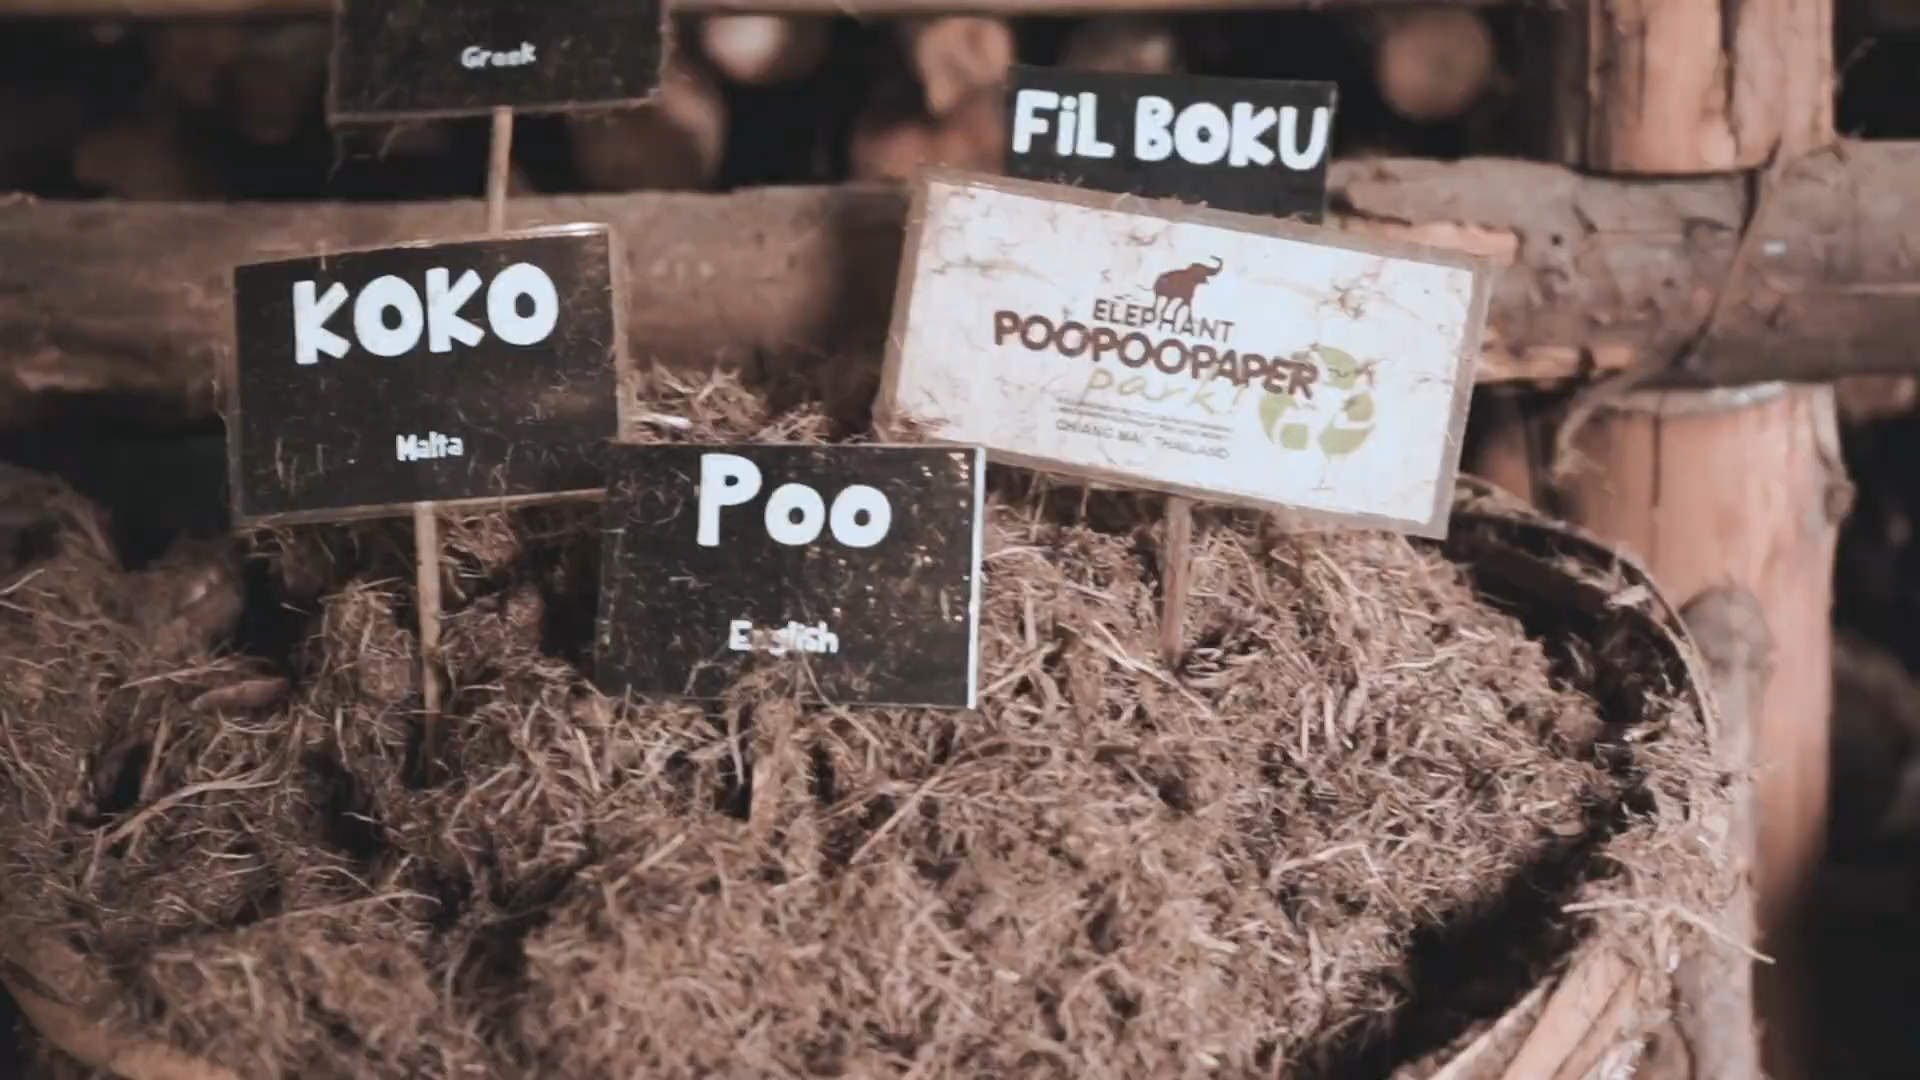 Greek
FiL BOKU
KOKO
Malta
ELEPHANT
POOPOOPAPER
park!
CHIANG MAI, THAILAND
Poo
English